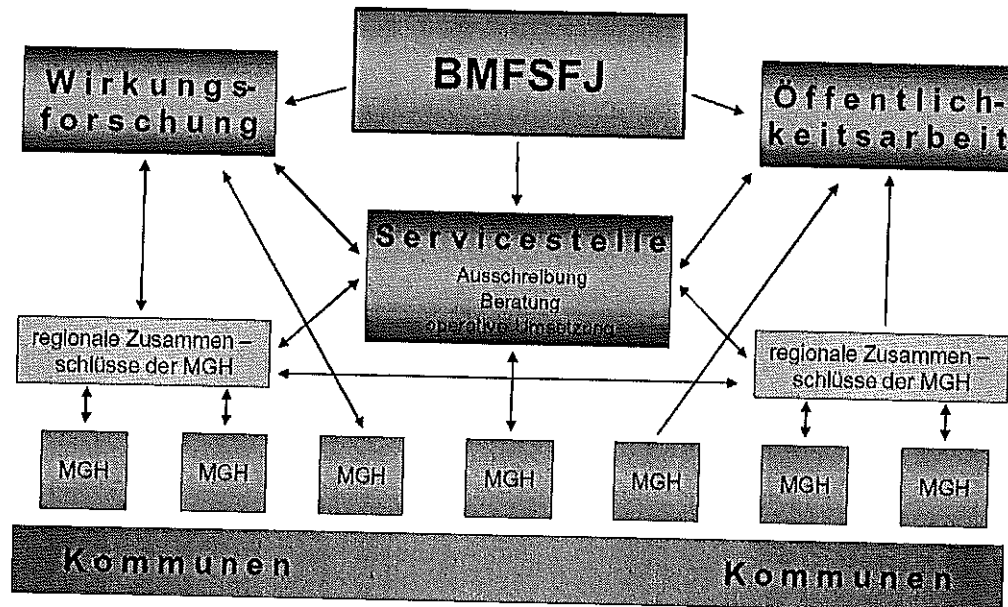 BMFSFJ
Wirkungs-
forschung
Öffentlich-
keitsarbeit
Servicestelle
Ausschreibung
Beratung
operative Umsetzung
regionale Zusammen –
schlüsse der MGH
regionale Zusammen –
schlüsse der MGH
MGH
MGH
MGH
MGH
MGH
MGH
MGH
Kommunen
Kommunen